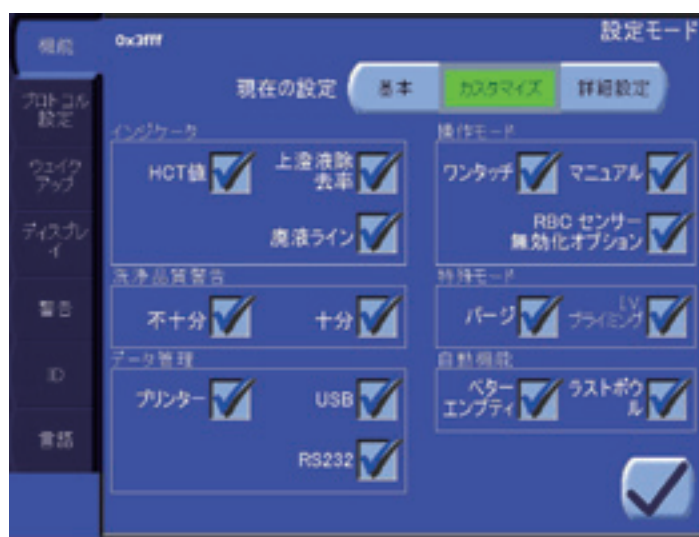 機能
プロトコル
設定
ウェイク
アップ
ディスプレ
イ
警告
ID
言語
0x3fff
設定モード
現在の設定
基本
カスタマイズ
詳細設定
インジケータ
HCT値
上澄液除
去率
廃液ライン
操作モード
ワンタッチ
マニュアル
RBC センサー
無効化オプション
洗浄品質警告
不十分
十分
特殊モード
パージ
I.V.
プライミング
データ管理
プリンター
USB
RS232
自動機能
ベター
エンプティ
ラストボウ
ル